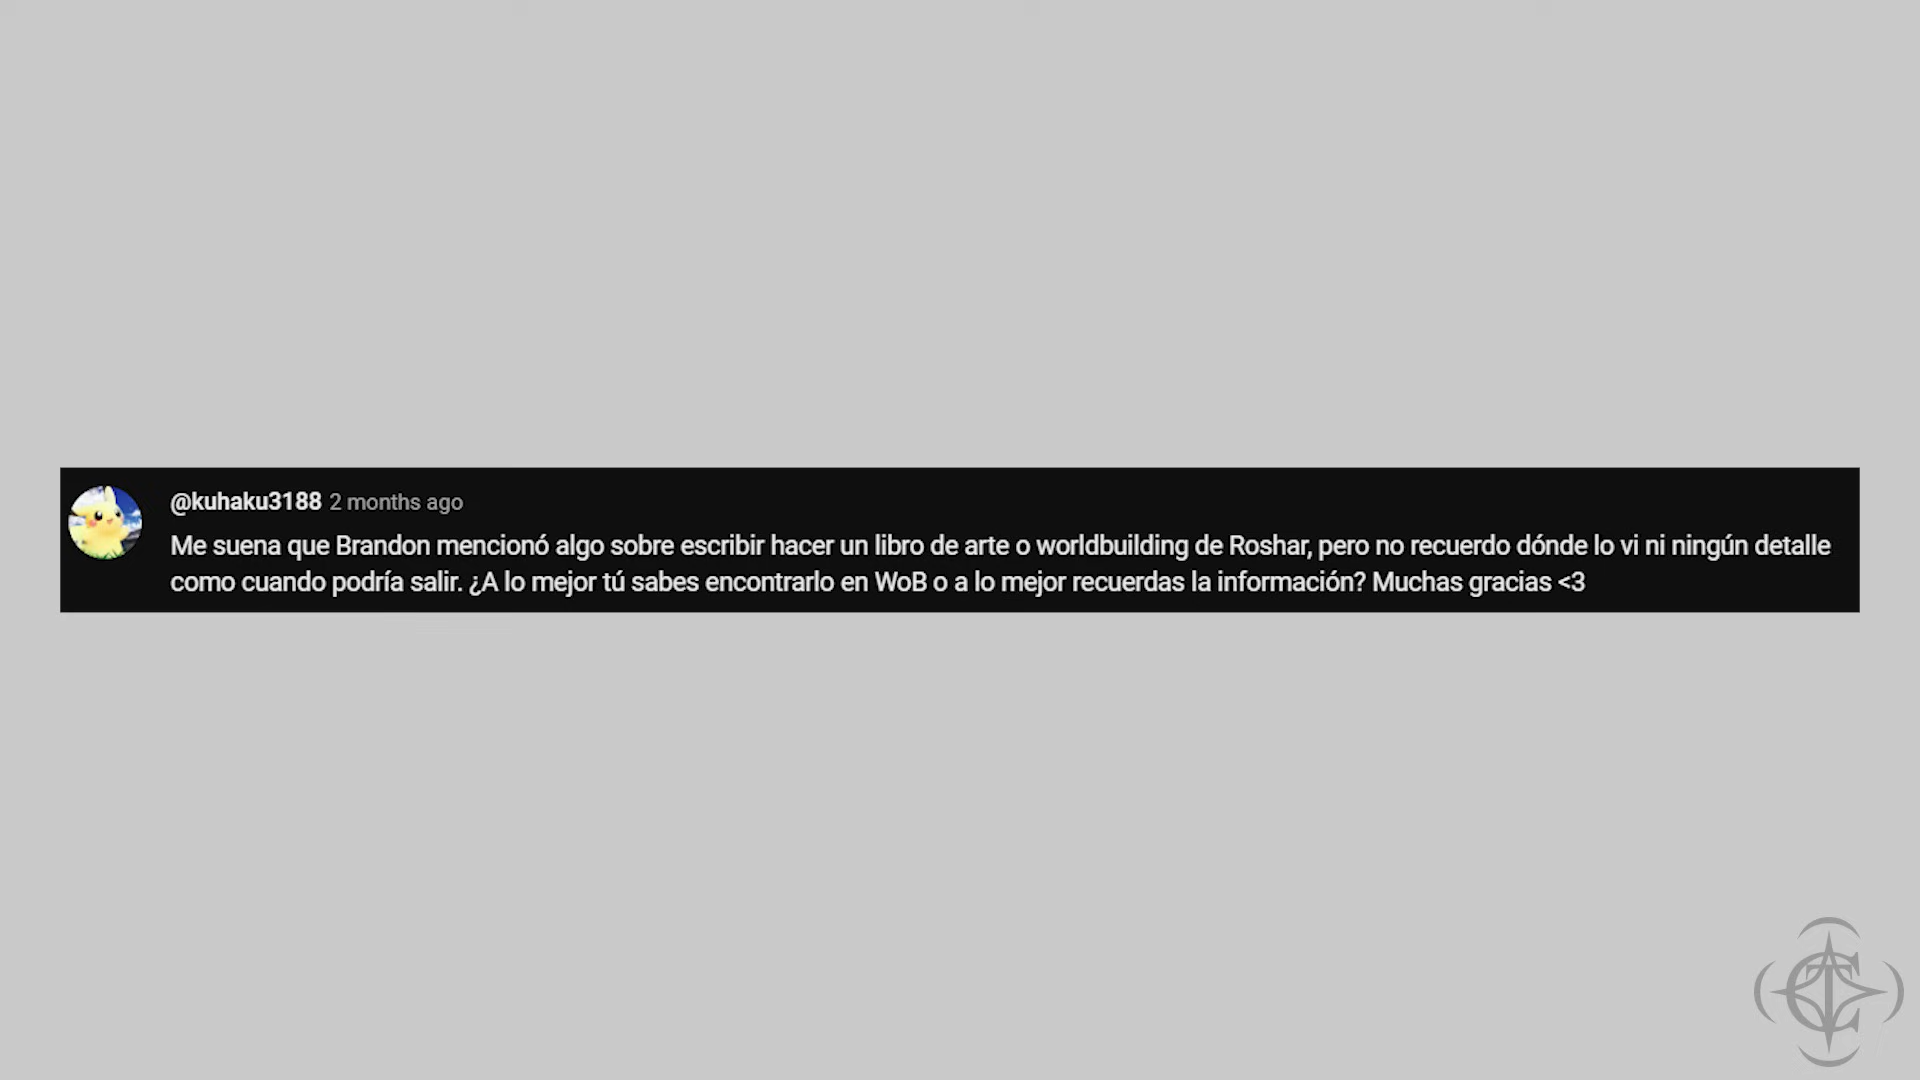 @kuhaku3188 2 months ago
Me suena que Brandon mencionó algo sobre escribir hacer un libro de arte o worldbuilding de Roshar, pero no recuerdo dónde lo vi ni ningún detalle
como cuando podría salir. ¿A lo mejor tú sabes encontrarlo en WoB o a lo mejor recuerdas la información? Muchas gracias <3